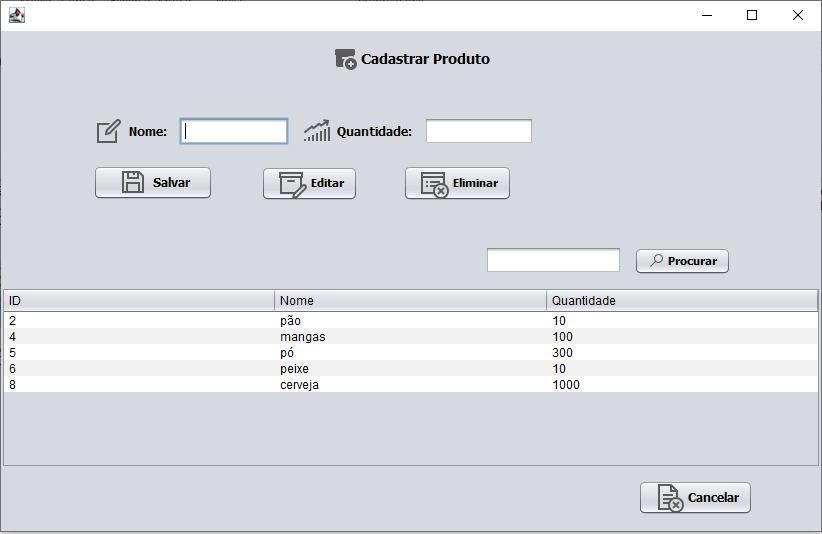 Cadastrar Produto
Nome: Quantidade:
Salvar Editar Eliminar
Procurar
ID Nome Quantidade
2 pão 10
4 mangas 100
5 pó 300
6 peixe 10
8 cerveja 1000
Cancelar